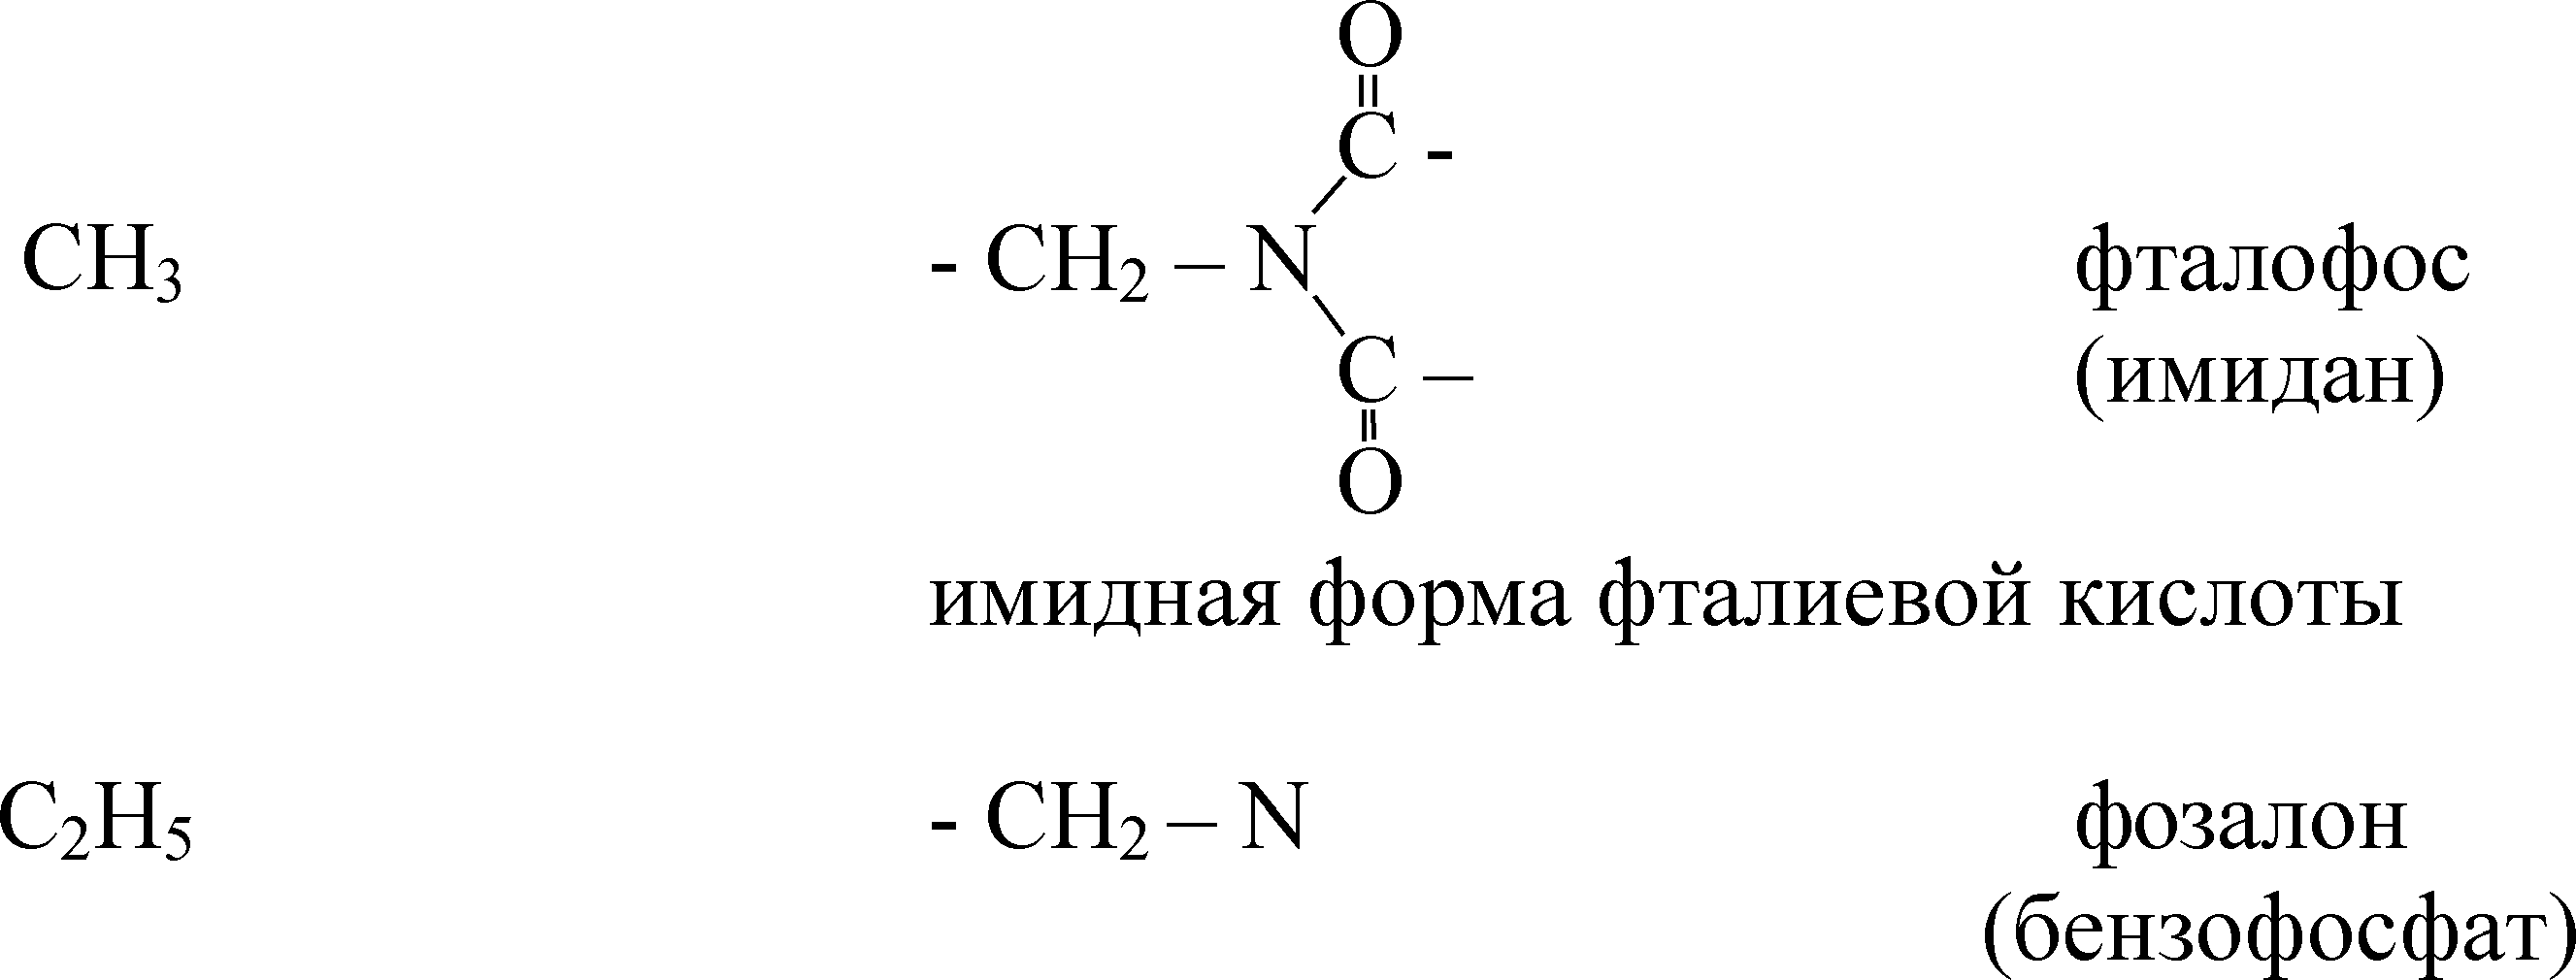 O
C -
CH3 - CH2 – N фталофос
(имидан)
C –
O
имидная форма фталиевой кислоты
C2H5 - CH2 – N фозалон
(бензофосфат)